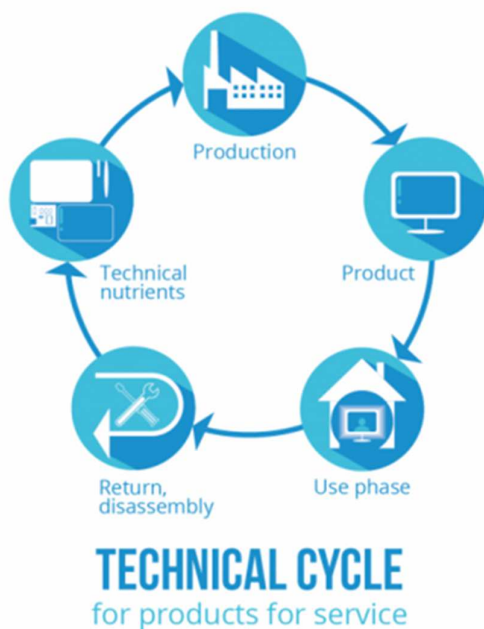 Production
Product
Use phase
Return,
disassembly
Technical
nutrients
TECHNICAL CYCLE
for products for service